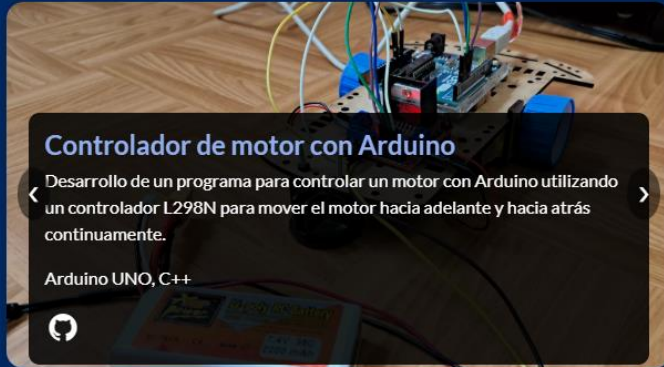 Controlador de motor con Arduino
Desarrollo de un programa para controlar un motor con Arduino utilizando
un controlador L298N para mover el motor hacia adelante y hacia atrás
continuamente.
Arduino UNO, C++